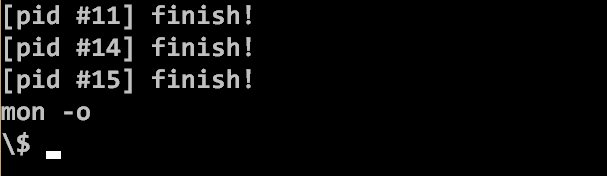 [pid #11] finish!
[pid #14] finish!
[pid #15] finish!
mon -o
\$ _